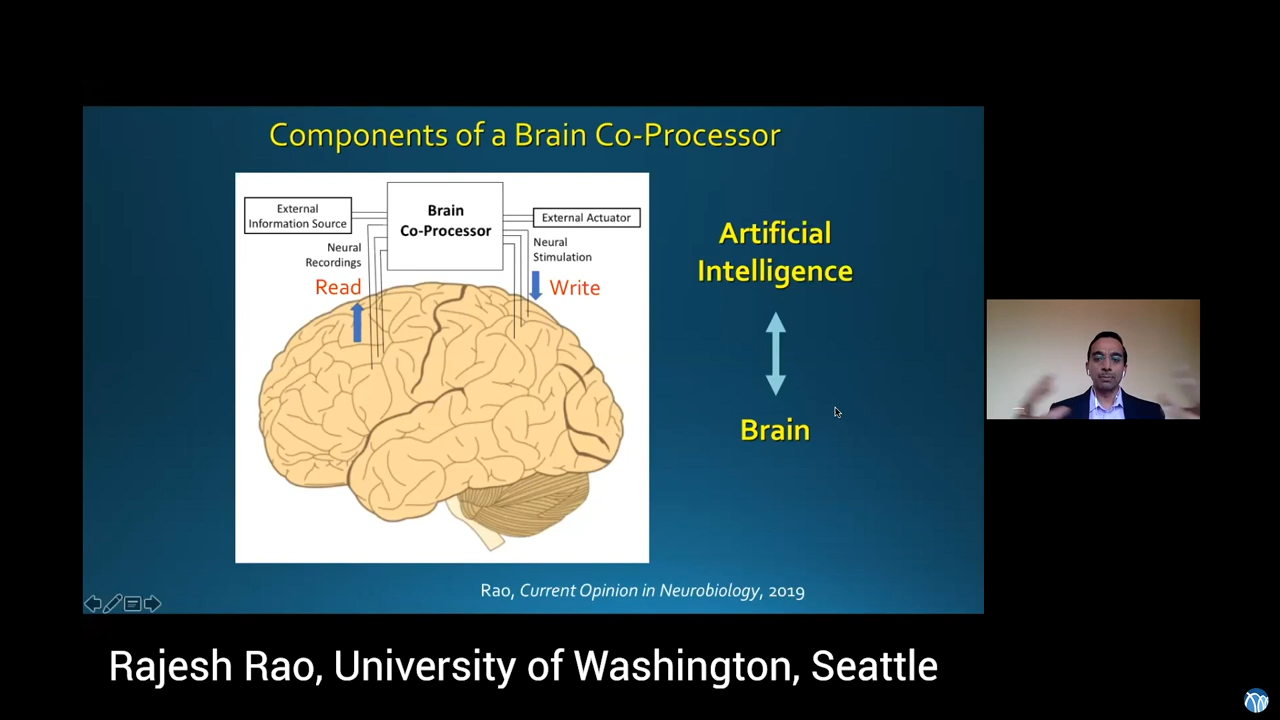 Components of a Brain Co-Processor
External
Information Source
Brain
Co-Processor
External Actuator
Neural
Recordings
Neural
Stimulation
Read
Write
Artificial
Intelligence
Brain
Rao, Current Opinion in Neurobiology, 2019
Rajesh Rao, University of Washington, Seattle